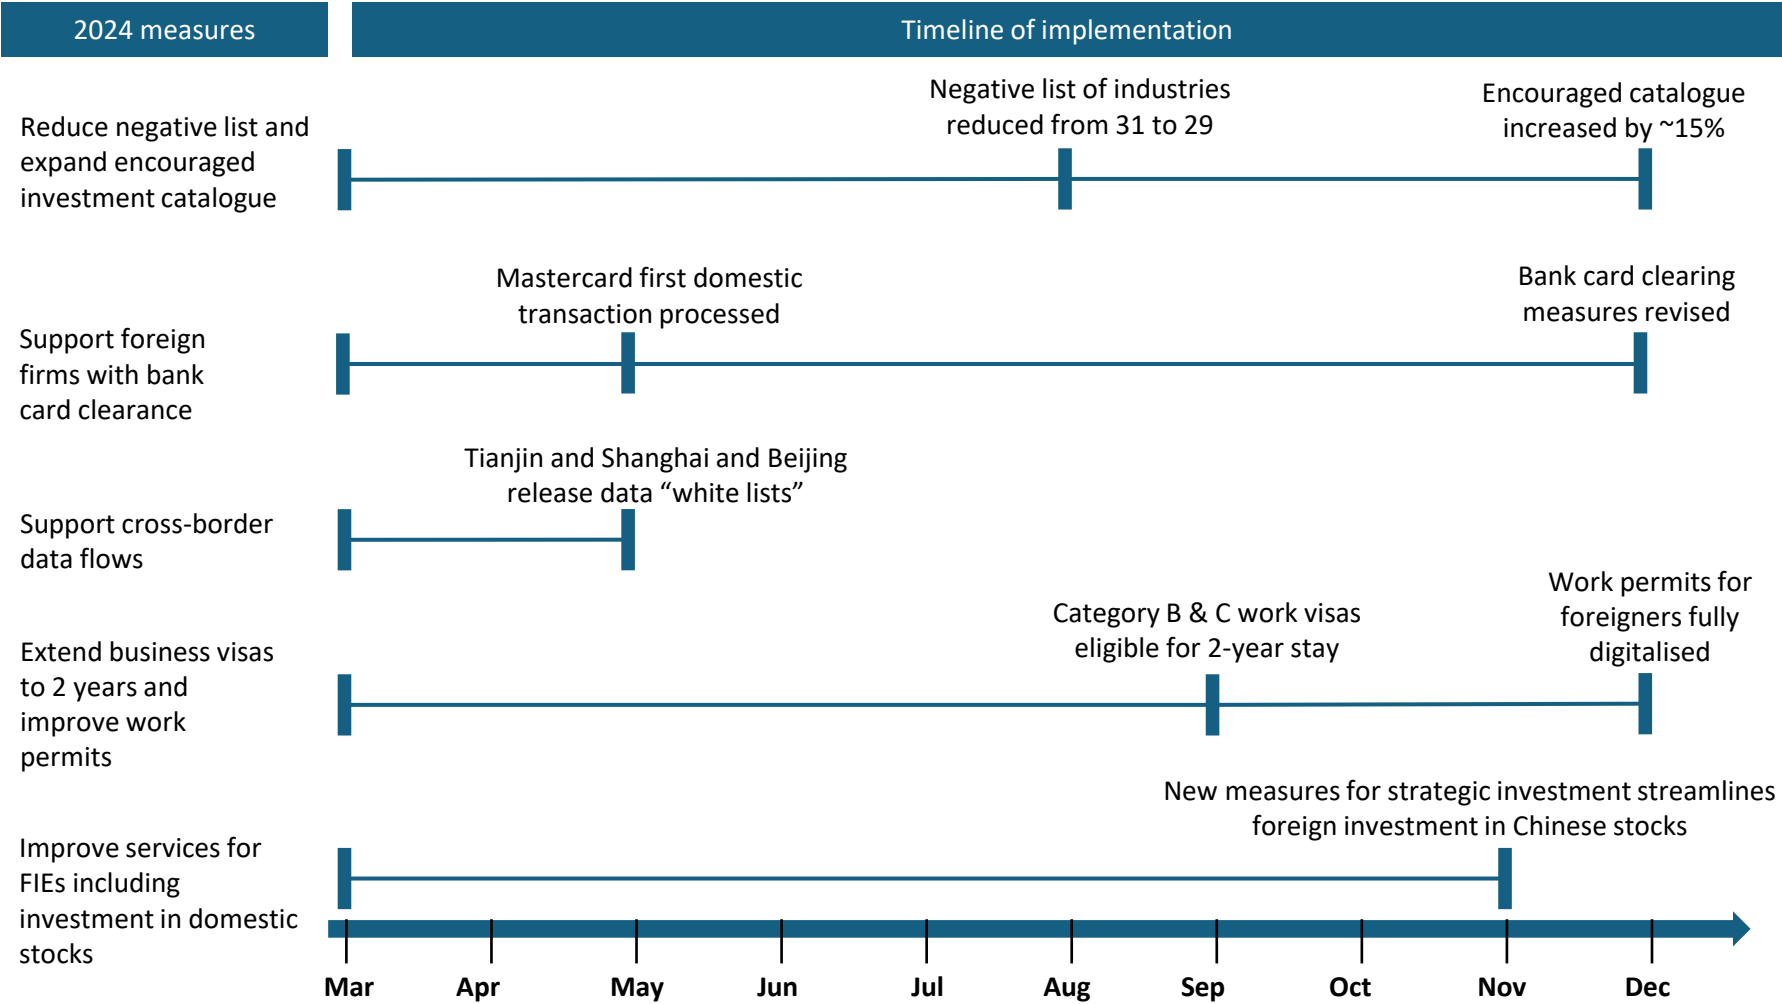 2024 measures
Timeline of implementation
Reduce negative list and
expand encouraged
investment catalogue
Negative list of industries
reduced from 31 to 29
Encouraged catalogue
increased by ~15%
Support foreign
firms with bank
card clearance
Mastercard first domestic
transaction processed
Bank card clearing
measures revised
Support cross-border
data flows
Tianjin and Shanghai and Beijing
release data “white lists”
Extend business visas
to 2 years and
improve work
permits
Category B & C work visas
eligible for 2-year stay
Work permits for
foreigners fully
digitalised
Improve services for
FIEs including
investment in domestic
stocks
New measures for strategic investment streamlines
foreign investment in Chinese stocks
Mar Apr May Jun Jul Aug Sep Oct Nov Dec